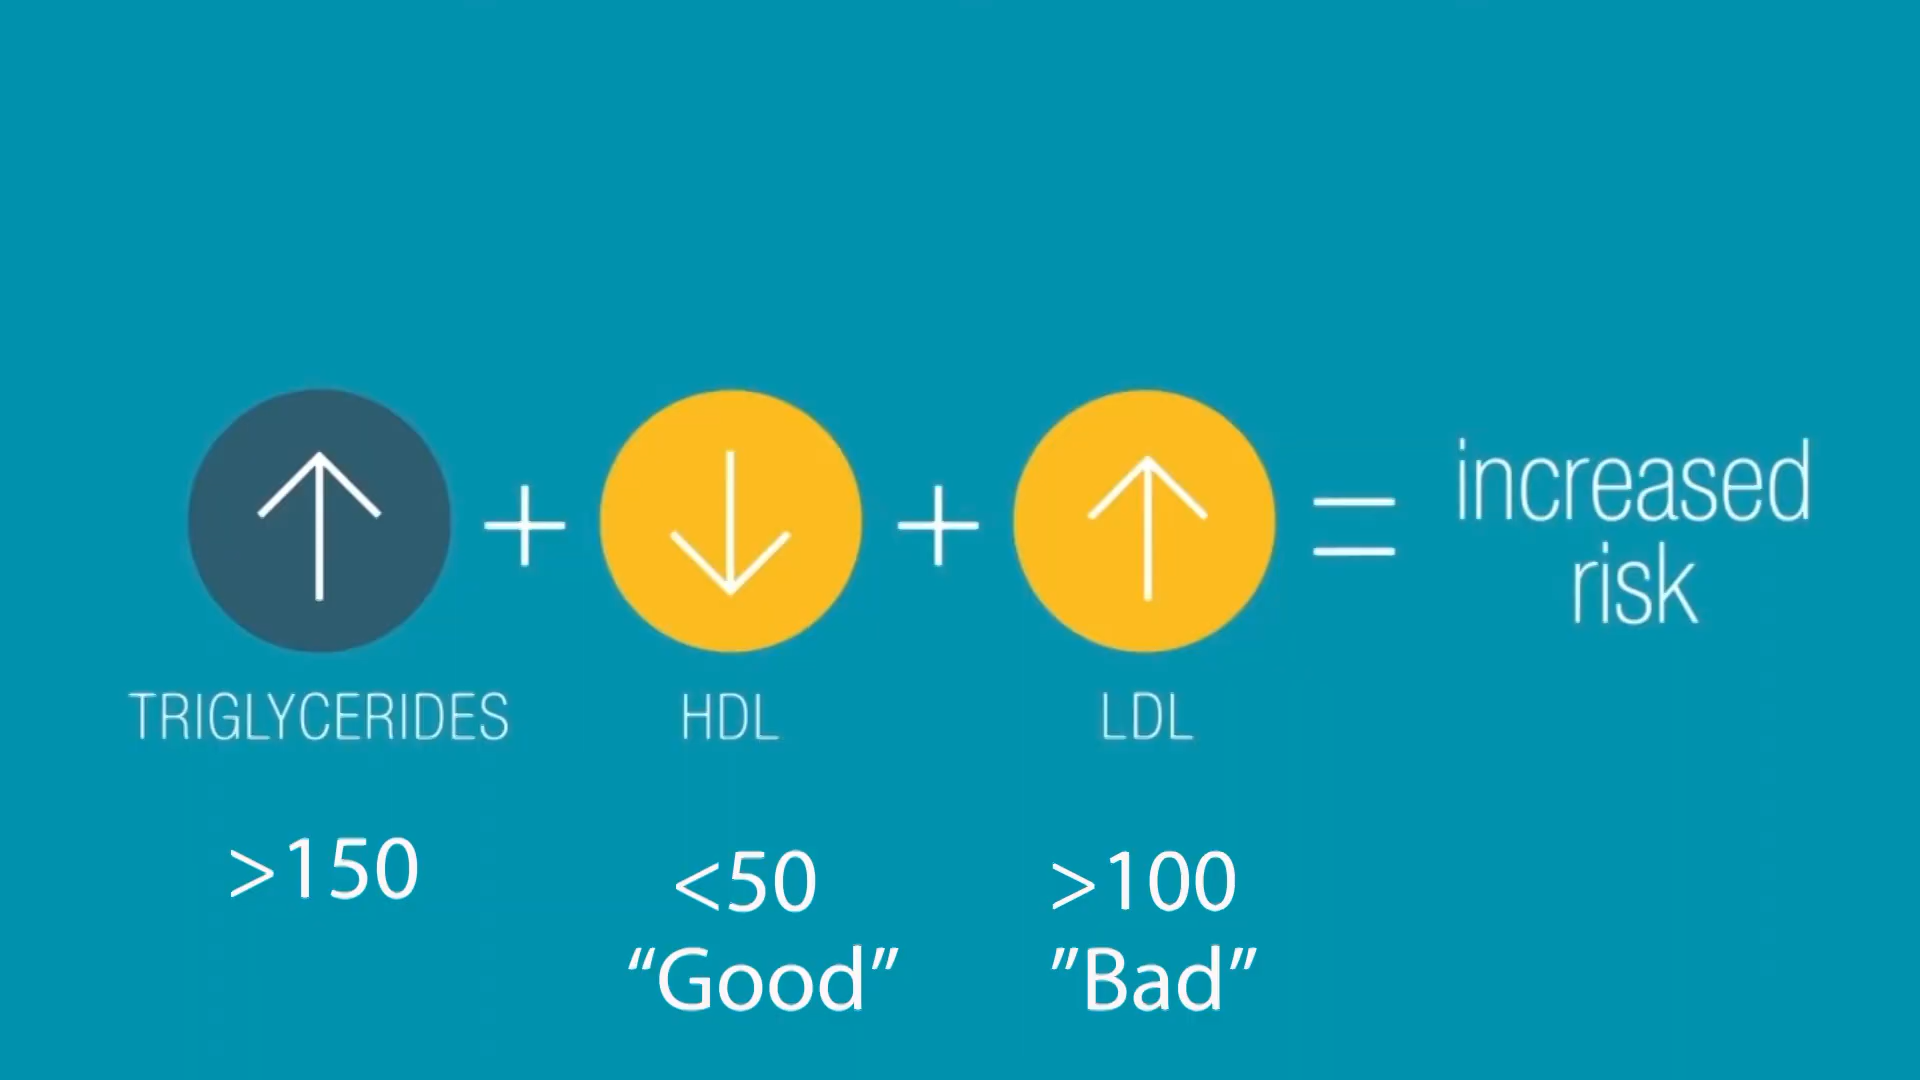 + + = increased
risk
TRIGLYCERIDES HDL LDL
>150 <50 >100
“Good” ”Bad”